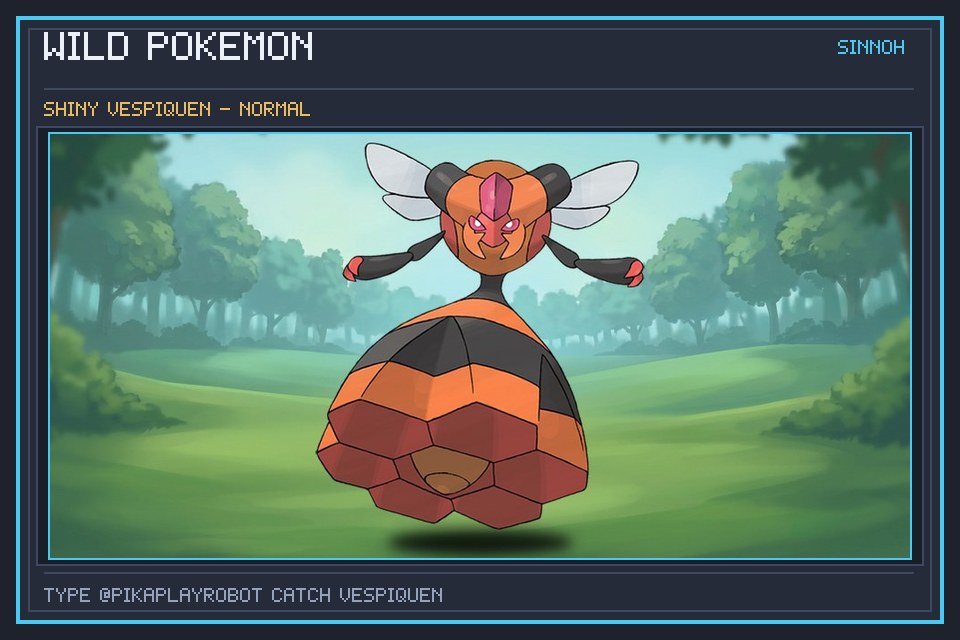 WILD POKEMON
SINNOH
SHINY VESPIQUEN - NORMAL
TYPE @PIKAPLAYROBOT CATCH VESPIQUEN